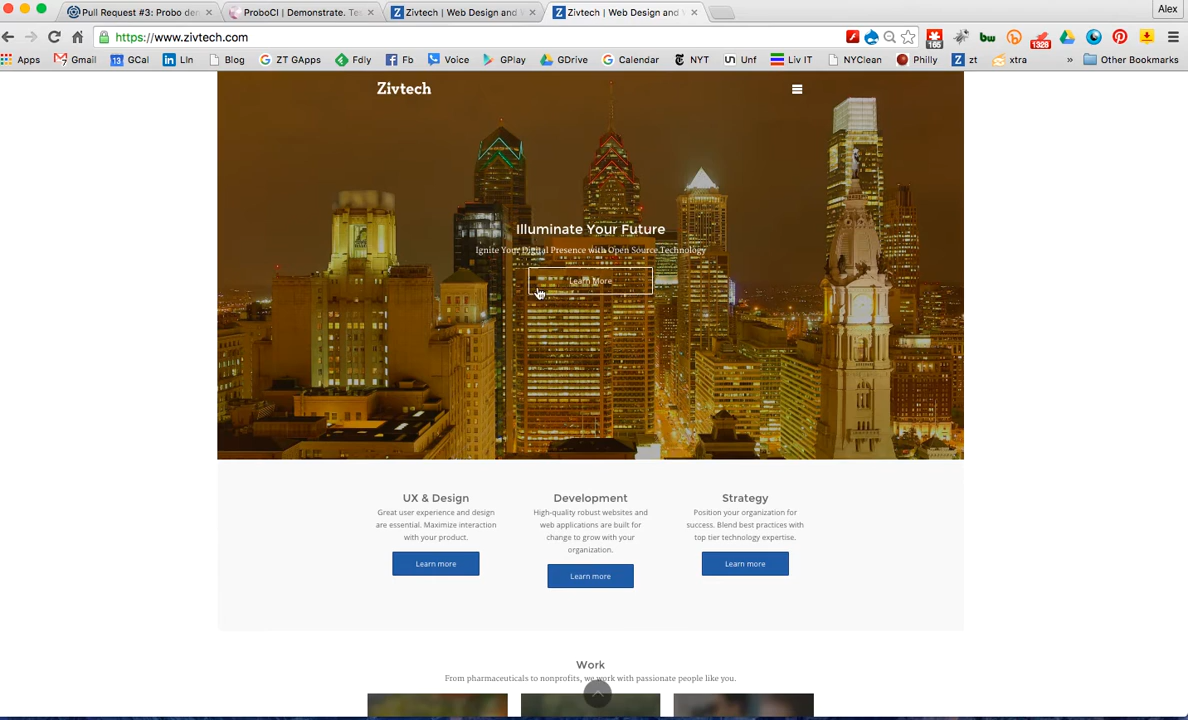 Pull Request #3: Probo den
ProboCI | Demonstrate. Tes
Zivtech | Web Design and
Zivtech | Web Design and
Alex
https://www.zivtech.com
165
bw
1328
Apps
Gmail
13 GCal
LIn
Blog
ZT GApps
Fdly
Fb
Voice
GPlay
GDrive
Calendar
NYT
Unf
Liv IT
NYClean
Philly
zt
xtra
»
Other Bookmarks
Zivtech
Illuminate Your Future
Ignite Your Digital Presence with Open Source Technology
Learn More
UX & Design
Great user experience and design
are essential. Maximize interaction
with your product.
Learn more
Development
High-quality robust websites and
web applications are built for
change to grow with your
organization.
Learn more
Strategy
Position your organization for
success. Blend best practices with
top tier technology expertise.
Learn more
Work
From pharmaceuticals to nonprofits, we work with passionate people like you.